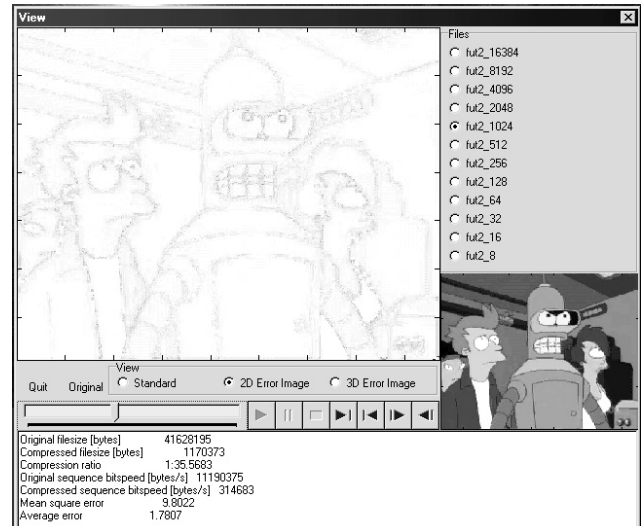 View
Files
fut2_16384
fut2_8192
fut2_4096
fut2_2048
fut2_1024
fut2_512
fut2_256
fut2_128
fut2_64
fut2_32
fut2_16
fut2_8
View
Quit Original Standard 2D Error Image 3D Error Image
Original filesize [bytes] 41628195
Compressed filesize [bytes] 1170373
Compression ratio 1:35.5683
Original sequence bitspeed [bytes/s] 11190375
Compressed sequence bitspeed [bytes/s] 314683
Mean square error 9.8022
Average error 1.7807